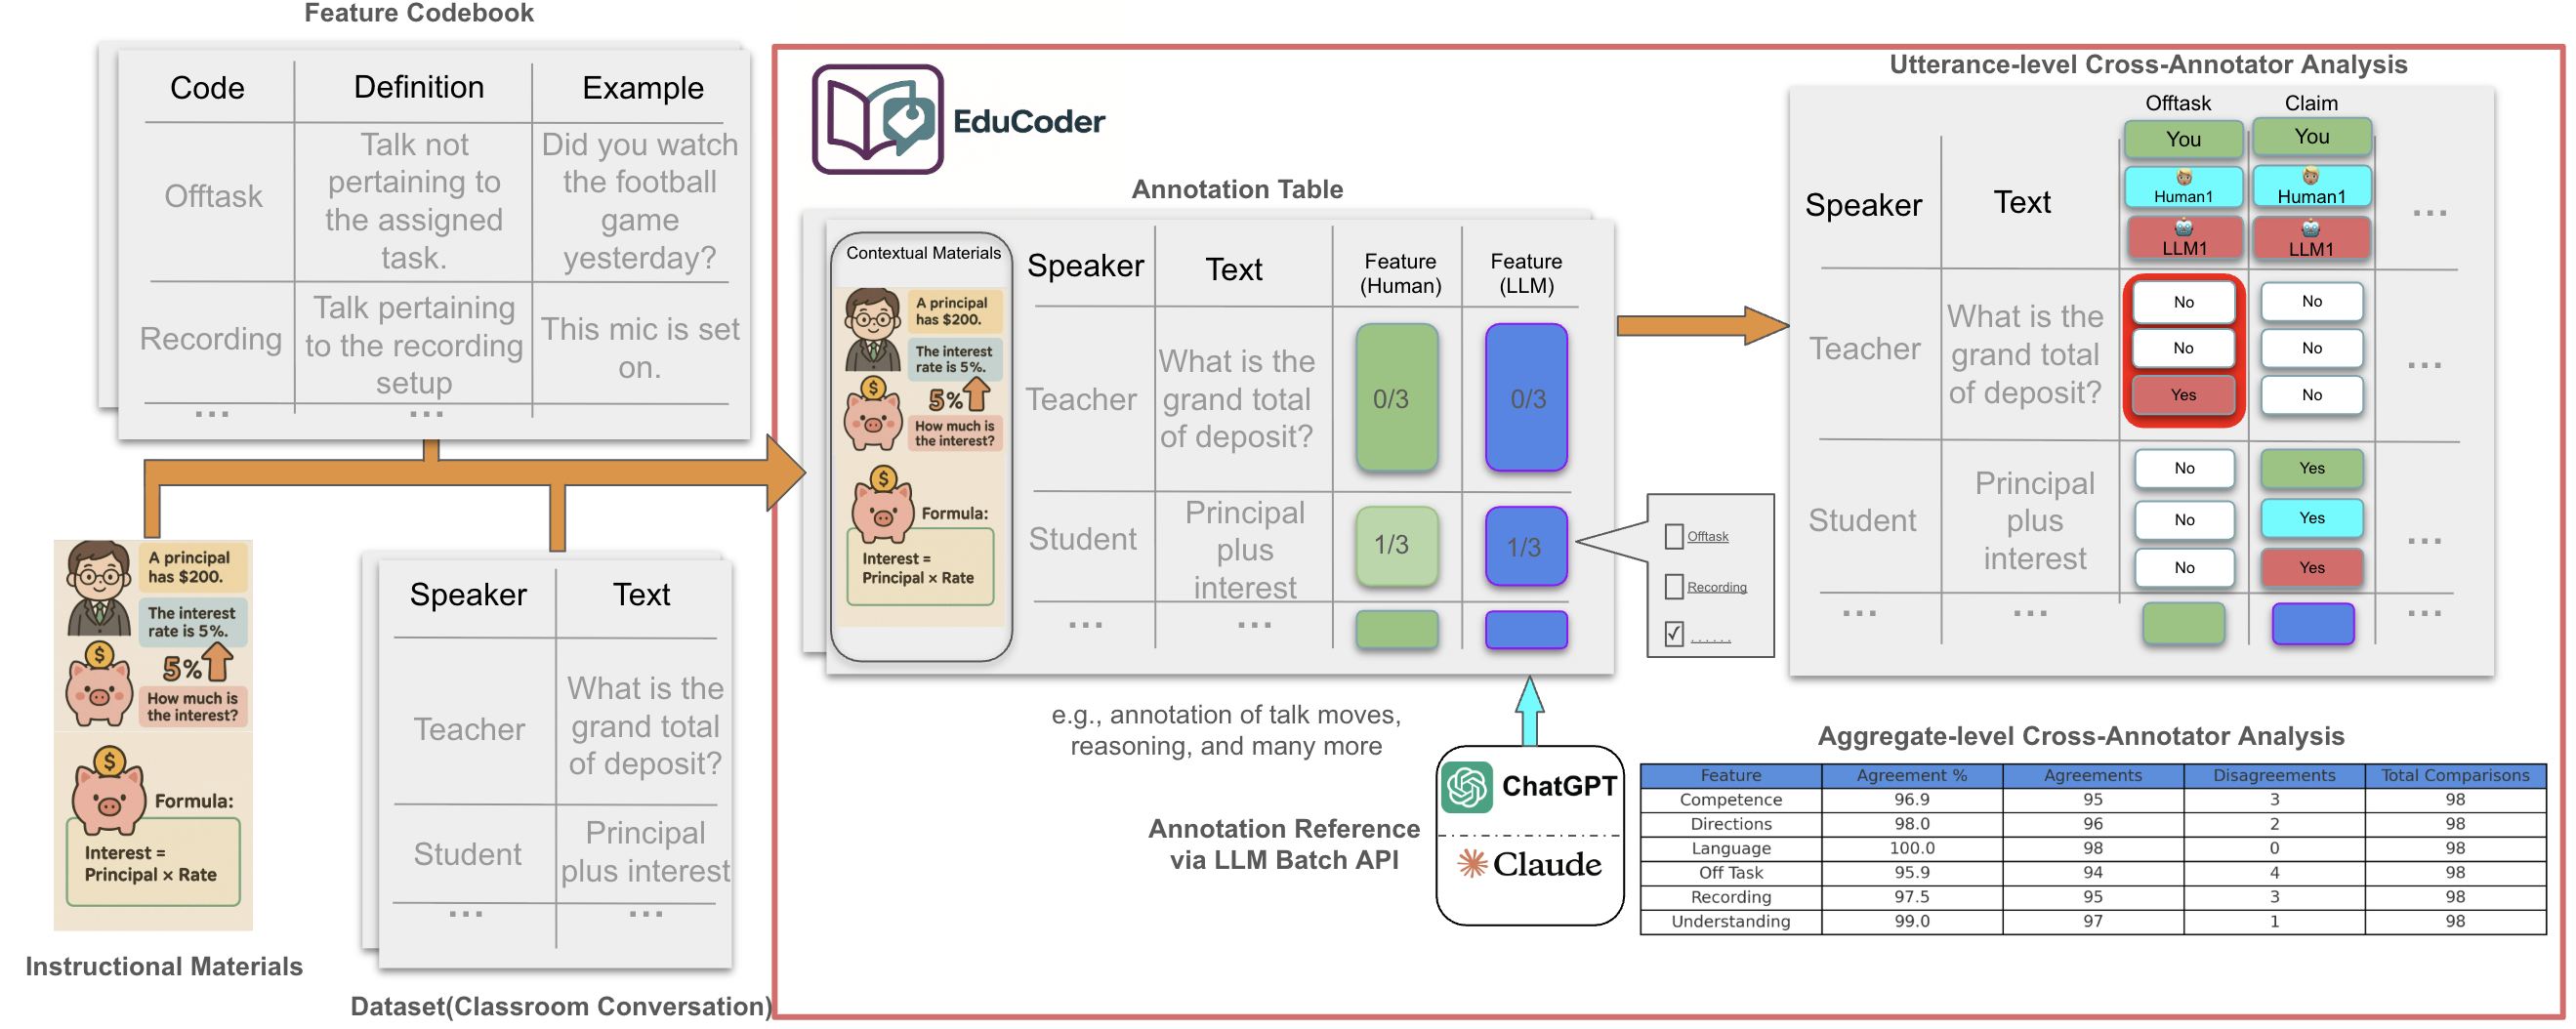 Feature Codebook
Code Definition Example
Offtask
Talk not
pertaining to
the assigned
task.
Did you watch
the football
game
yesterday?
Recording
Talk pertaining
to the recording
setup
This mic is set
on.
... ...
A principal
has $200.
The interest
rate is 5%.
5%
How much is
the interest?
Formula:
Interest =
Principal × Rate
Instructional Materials
Speaker Text
Teacher
What is the
grand total
of deposit?
Student
Principal
plus interest
... ...
Dataset(Classroom Conversation)
EduCoder
Annotation Table
Contextual Materials
A principal
has $200.
The interest
rate is 5%.
5%
How much is
the interest?
Formula:
Interest =
Principal × Rate
Speaker Text
Feature
(Human)
Feature
(LLM)
Teacher
What is the
grand total
of deposit?
0/3 0/3
Student
Principal
plus
interest
1/3 1/3
... ...
Offtask
Recording
......
e.g., annotation of talk moves,
reasoning, and many more
Annotation Reference
via LLM Batch API
ChatGPT
Claude
Utterance-level Cross-Annotator Analysis
Offtask Claim
You You
Human1 Human1
LLM1 LLM1
Speaker Text ...
Teacher
What is the
grand total
of deposit?
No No
No No
Yes No
...
Student
Principal
plus
interest
No Yes
No Yes
No Yes
...
... ... ...
Aggregate-level Cross-Annotator Analysis
Feature Agreement % Agreements Disagreements Total Comparisons
Competence 96.9 95 3 98
Directions 98.0 96 2 98
Language 100.0 98 0 98
Off Task 95.9 94 4 98
Recording 97.5 95 3 98
Understanding 99.0 97 1 98